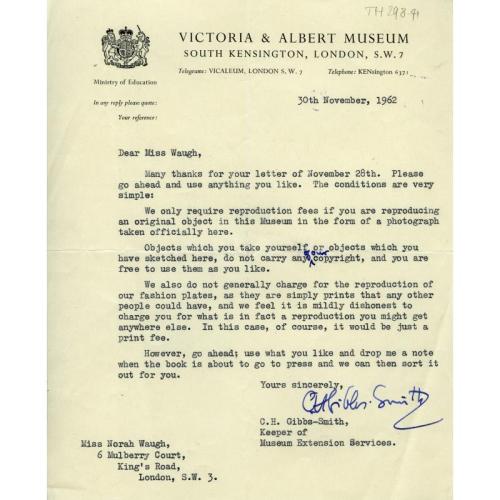 TH298-91
VICTORIA & ALBERT MUSEUM
SOUTH KENSINGTON, LONDON, S.W. 7
Telegrams: VICALEUM, LONDON S.W. 7 Telephone: KENsington 6371
Ministry of Education
In any reply please quote:
Your reference:
30th November, 1962
Dear Miss Waugh,
Many thanks for your letter of November 28th. Please
go ahead and use anything you like. The conditions are very
simple:
We only require reproduction fees if you are reproducing
an original object in this Museum in the form of a photograph
taken officially here.
Objects which you take yourself or objects which you
have sketched here, do not carry any our copyright, and you are
free to use them as you like.
We also do not generally charge for the reproduction of
our fashion plates, as they are simply prints that any other
people could have, and we feel it is mildly dishonest to
charge you for what is in fact a reproduction you might get
anywhere else. In this case, of course, it would be just a
print fee.
However, go ahead; use what you like and drop me a note
when the book is about to go to press and we can then sort it
out for you.
Yours sincerely,
CHGibbs-Smith
C.H. Gibbs-Smith,
Keeper of
Museum Extension Services.
Miss Norah Waugh,
6 Mulberry Court,
King's Road,
London, S.W. 3.